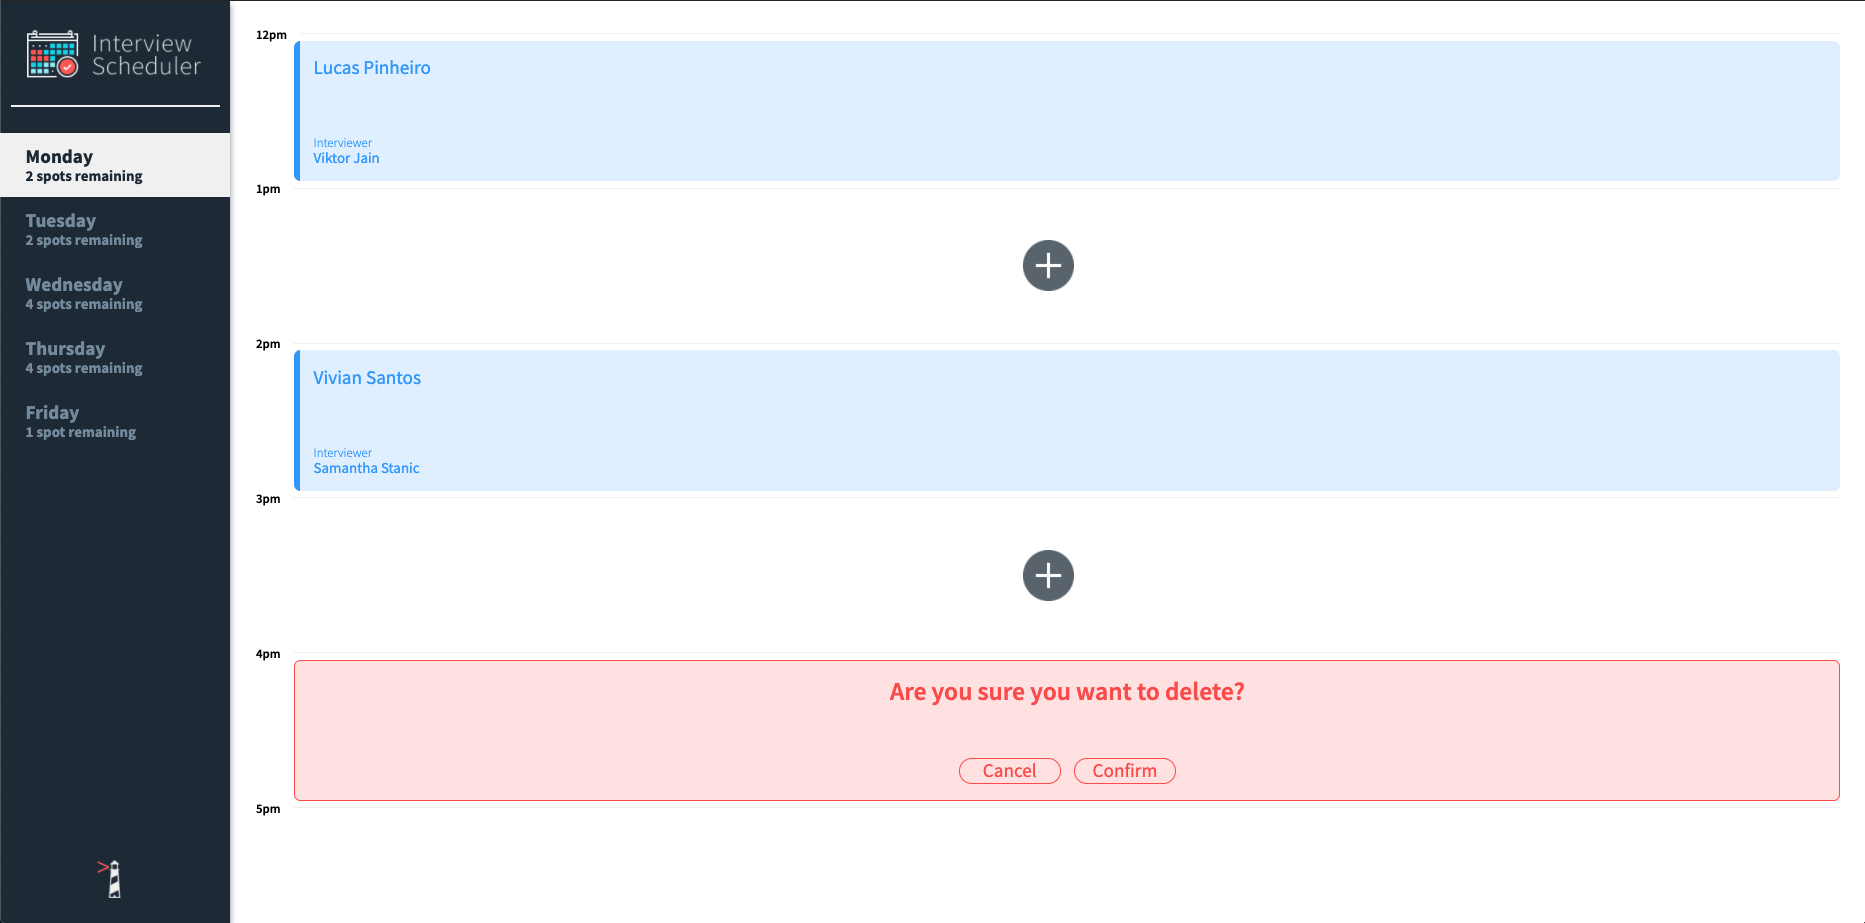 Interview
Scheduler
Monday
2 spots remaining
Tuesday
2 spots remaining
Wednesday
4 spots remaining
Thursday
4 spots remaining
Friday
1 spot remaining
12pm
Lucas Pinheiro
Interviewer
Viktor Jain
1pm
2pm
Vivian Santos
Interviewer
Samantha Stanic
3pm
4pm
Are you sure you want to delete?
Cancel Confirm
5pm